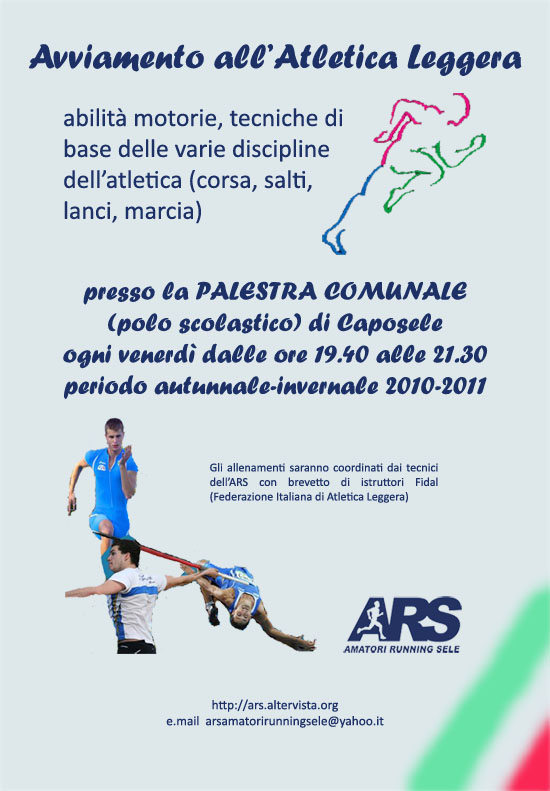 Avviamento all'Atletica Leggera
abilità motorie, tecniche di
base delle varie discipline
dell'atletica (corsa, salti,
lanci, marcia)
presso la PALESTRA COMUNALE
(polo scolastico) di Caposele
ogni venerdì dalle ore 19.40 alle 21.30
periodo autunnale-invernale 2010-2011
Gli allenamenti saranno coordinati dai tecnici
dell'ARS con brevetto di istruttori Fidal
(Federazione Italiana di Atletica Leggera)
ARS
AMATORI RUNNING SELE
http://ars.altervista.org
e.mail arsamatorirunningsele@yahoo.it